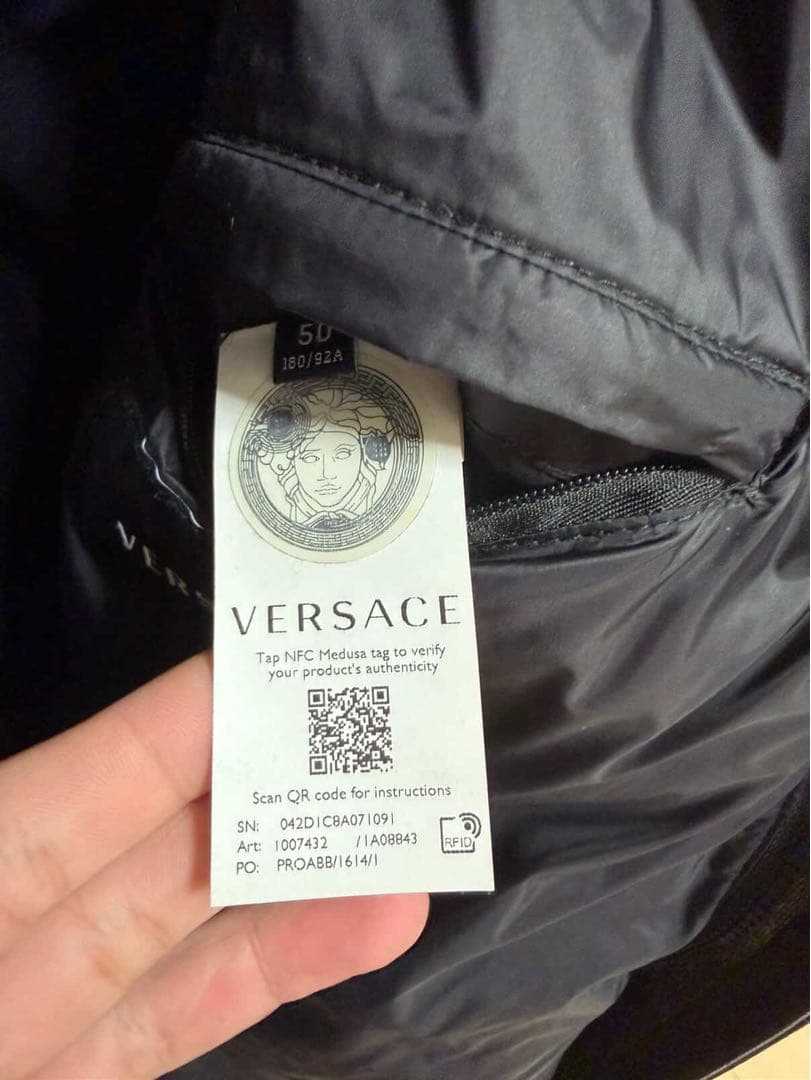 50
180/92A
VERSACE
Tap NFC Medusa tag to verify
your product's authenticity
Scan QR code for instructions
SN: 042D1C8A071091
Art: 1007432 /1A08843
PO: PROABB/1614/1
RFID